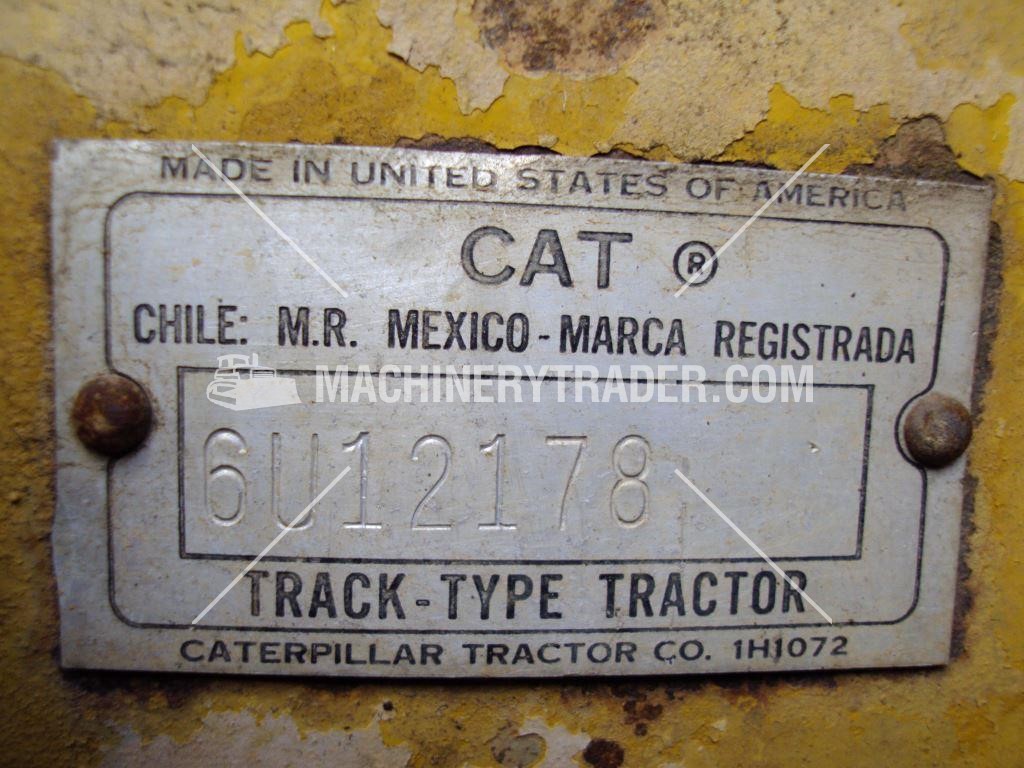 MADE IN UNITED STATES OF AMERICA
CAT ®
CHILE: M.R. MEXICO - MARCA REGISTRADA
MACHINERYTRADER.COM
6U12178
TRACK-TYPE TRACTOR
CATERPILLAR TRACTOR CO. 1H1072